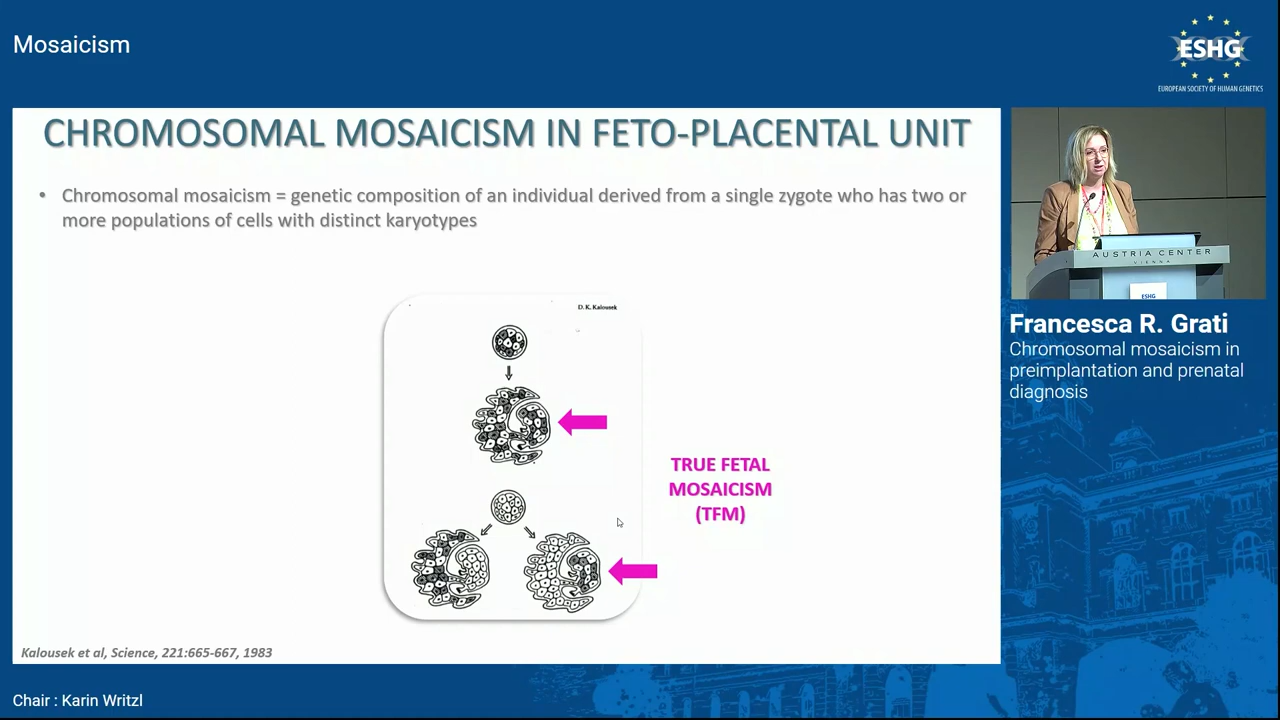 Mosaicism
ESHG
EUROPEAN SOCIETY OF HUMAN GENETICS
CHROMOSOMAL MOSAICISM IN FETO-PLACENTAL UNIT
• Chromosomal mosaicism = genetic composition of an individual derived from a single zygote who has two or
more populations of cells with distinct karyotypes
D. K. Kalousek
TRUE FETAL
MOSAICISM
(TFM)
Kalousek et al, Science, 221:665-667, 1983
AUSTRIA CENTER
VIENNA
ESHG
Francesca R. Grati
Chromosomal mosaicism in
preimplantation and prenatal
diagnosis
Chair : Karin Writzl